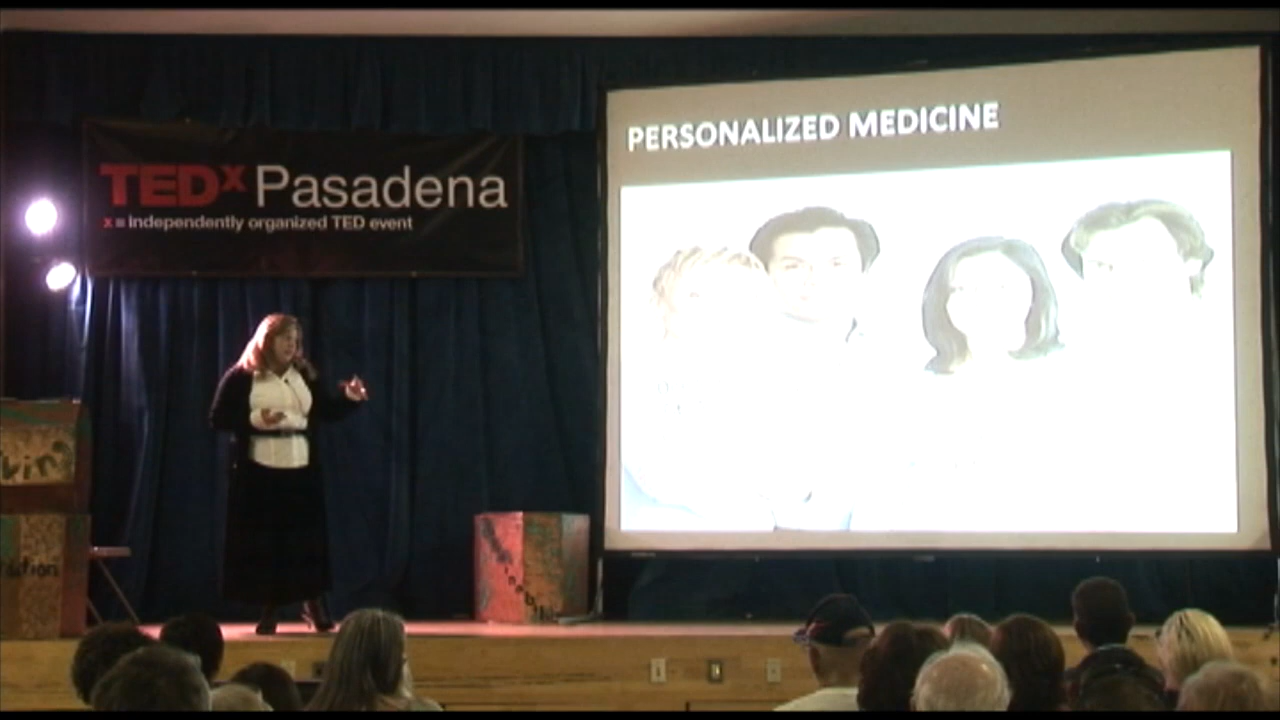 TEDx Pasadena
x = independently organized TED event
PERSONALIZED MEDICINE